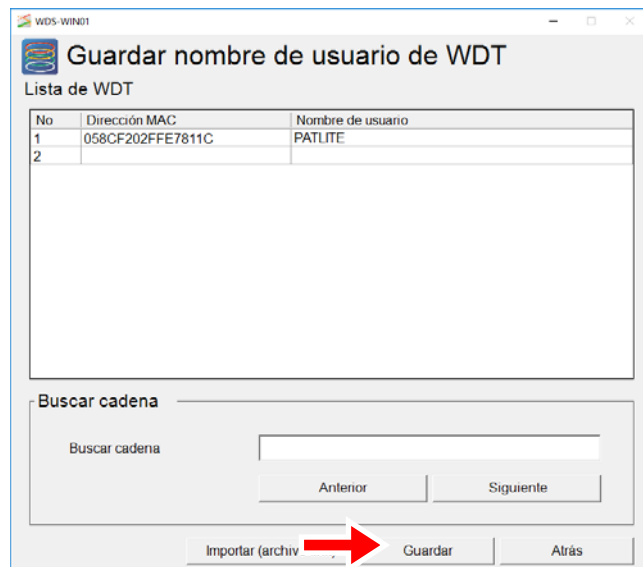 WDS-WIN01
Guardar nombre de usuario de WDT
Lista de WDT
No Dirección MAC Nombre de usuario
1 058CF202FFE7811C PATLITE
2
Buscar cadena
Buscar cadena
Anterior Siguiente
Importar Guardar Atrás